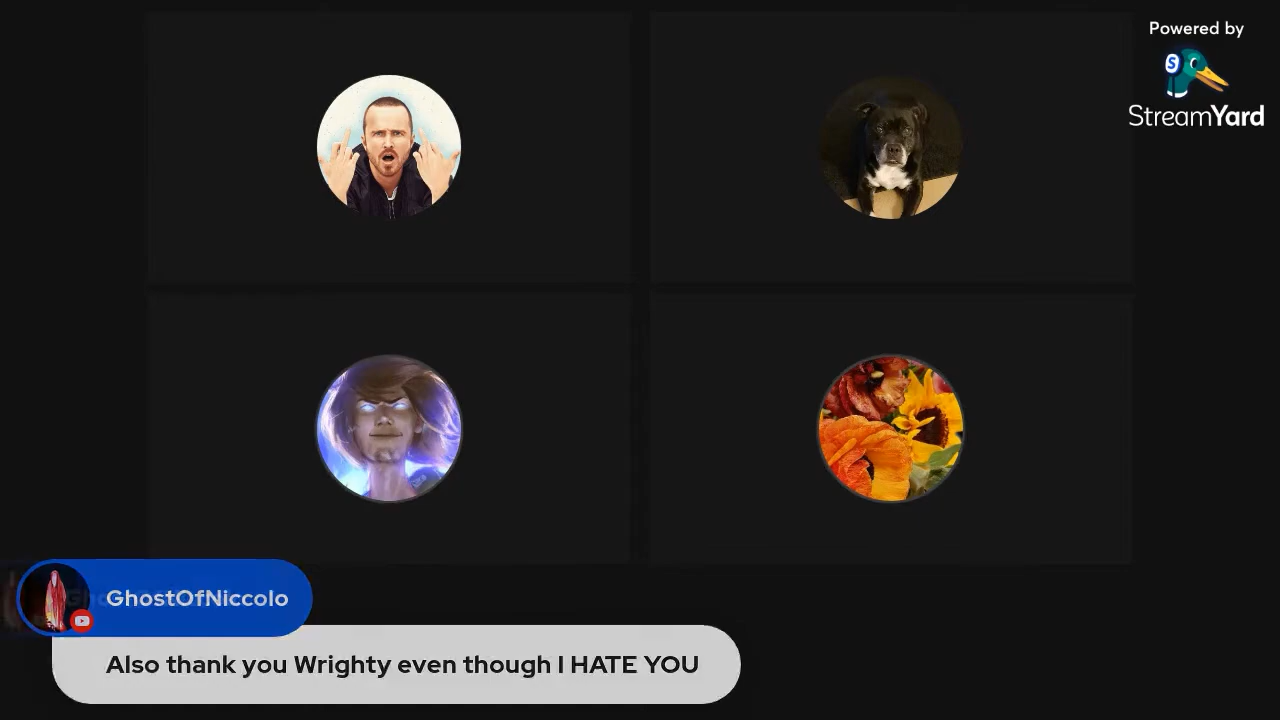 Powered by
S
StreamYard
GhostOfNiccolo
Also thank you Wrighty even though I HATE YOU